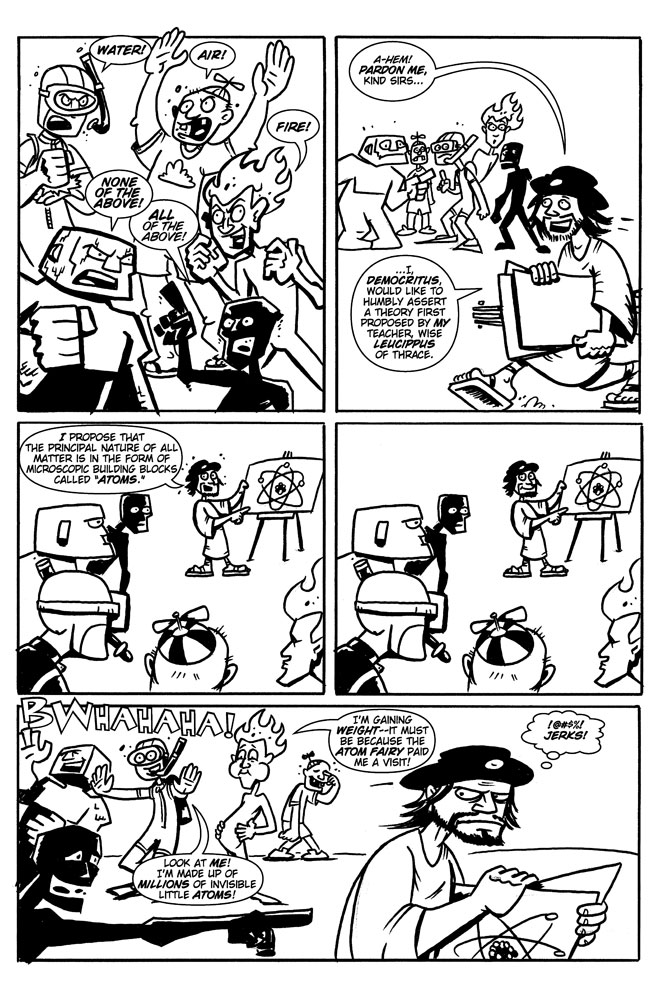 WATER!
AIR!
FIRE!
NONE
OF THE
ABOVE!
ALL
OF THE
ABOVE!
A-HEM!
PARDON ME,
KIND SIRS...
...I,
DEMOCRITUS,
WOULD LIKE TO
HUMBLY ASSERT
A THEORY FIRST
PROPOSED BY MY
TEACHER, WISE
LEUCIPPUS
OF THRACE.
I PROPOSE THAT
THE PRINCIPAL NATURE OF ALL
MATTER IS IN THE FORM OF
MICROSCOPIC BUILDING BLOCKS
CALLED "ATOMS."
BWHAHAHA!
I'M GAINING
WEIGHT--IT MUST
BE BECAUSE THE
ATOM FAIRY PAID
ME A VISIT!
!@#$%!
JERKS!
LOOK AT ME!
I'M MADE UP OF
MILLIONS OF INVISIBLE
LITTLE ATOMS!